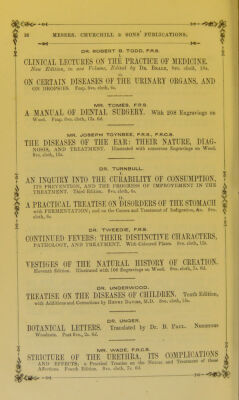 16 MESSRS. CHURCHILL & SONS' PUBLICATIONS.
DR. ROBERT B. TODD, F.R.S.
CLINICAL LECTURES ON THE PRACTICE OF MEDICINE.
New Edition, in one Volume, Edited by DR. BEALE, 8vo. cloth, 18s.
II.
ON CERTAIN DISEASES OF THE URINARY ORGANS, AND
ON DROPSIES. Fcap. 8vo. cloth, 6s.
MR. TOMES, F.R.S.
A MANUAL OF DENTAL SURGERY. With 208 Engravings on
Wood. Fcap. 8vo. cloth, 12s. 6d.
MR. JOSEPH TOYNBEE, F.R.S., F.R.C.S.
THE DISEASES OF THE EAR: THEIR NATURE, DIAG-
NOSIS, AND TREATMENT. Illustrated with numerous Engravings on Wood.
8vo. cloth, 15s.
DR. TURNBULL.
I.
AN INQUIRY INTO THE CURABILITY OF CONSUMPTION,
ITS PREVENTION, AND THE PROGRESS OF IMPROVEMENT IN THE
TREATMENT. Third Edition. 8vo. cloth, 6s.
II.
A PRACTICAL TREATISE ON DISORDERS OF THE STOMACH
with FERMENTATION; and on the Causes and Treatment of Indigestion, &c. 8vo.
cloth, 6s.
DR. TWEEDIE, F.R.S.
CONTINUED FEVERS: THEIR DISTINCTIVE CHARACTERS,
PATHOLOGY, AND TREATMENT. With Coloured Plates. 8vo. cloth, 12s.
VESTIGES OF THE NATURAL HISTORY OF CREATION.
Eleventh Edition. Illustrated with 106 Engravings on Wood. 8vo. cloth, 7s. 6d.
DR. UNDERWOOD.
TREATISE ON THE DISEASES OF CHILDREN. Tenth Edition,
with Additions and Corrections by HENRY DAVIES, M.D. 8vo. cloth, 15s.
DR. UNGER.
BOTANICAL LETTERS. Translated by Dr. B. PAUL. Numerous
Woodcuts. Post 8vo., 2s. 6d.
MR. WADE, F.R.C.S.
STRICTURE OF THE URETHRA, ITS COMPLICATIONS
AND EFFECTS; a Practical Treatise on the Nature and Treatment of those
Affections. Fourth Edition. 8vo. cloth, 7s. 6d.